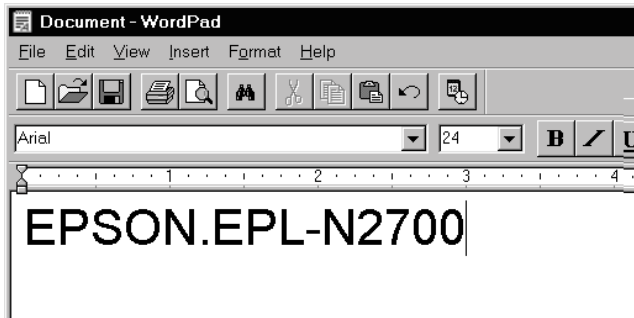 Document - WordPad
File Edit View Insert Format Help
Arial 24 B I U
1 2 3 4
EPSON.EPL-N2700